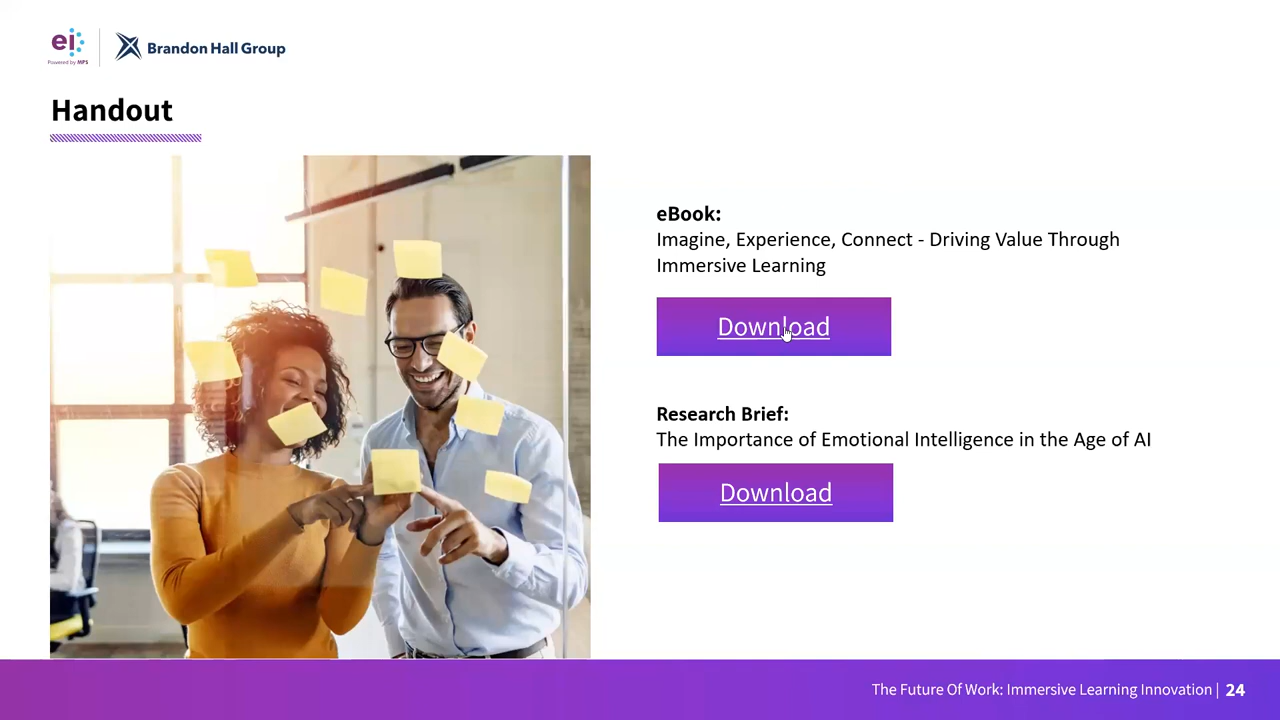 ei
Powered by MPS
Brandon Hall Group
Handout
eBook:
Imagine, Experience, Connect - Driving Value Through
Immersive Learning
Download
Research Brief:
The Importance of Emotional Intelligence in the Age of AI
Download
The Future Of Work: Immersive Learning Innovation | 24